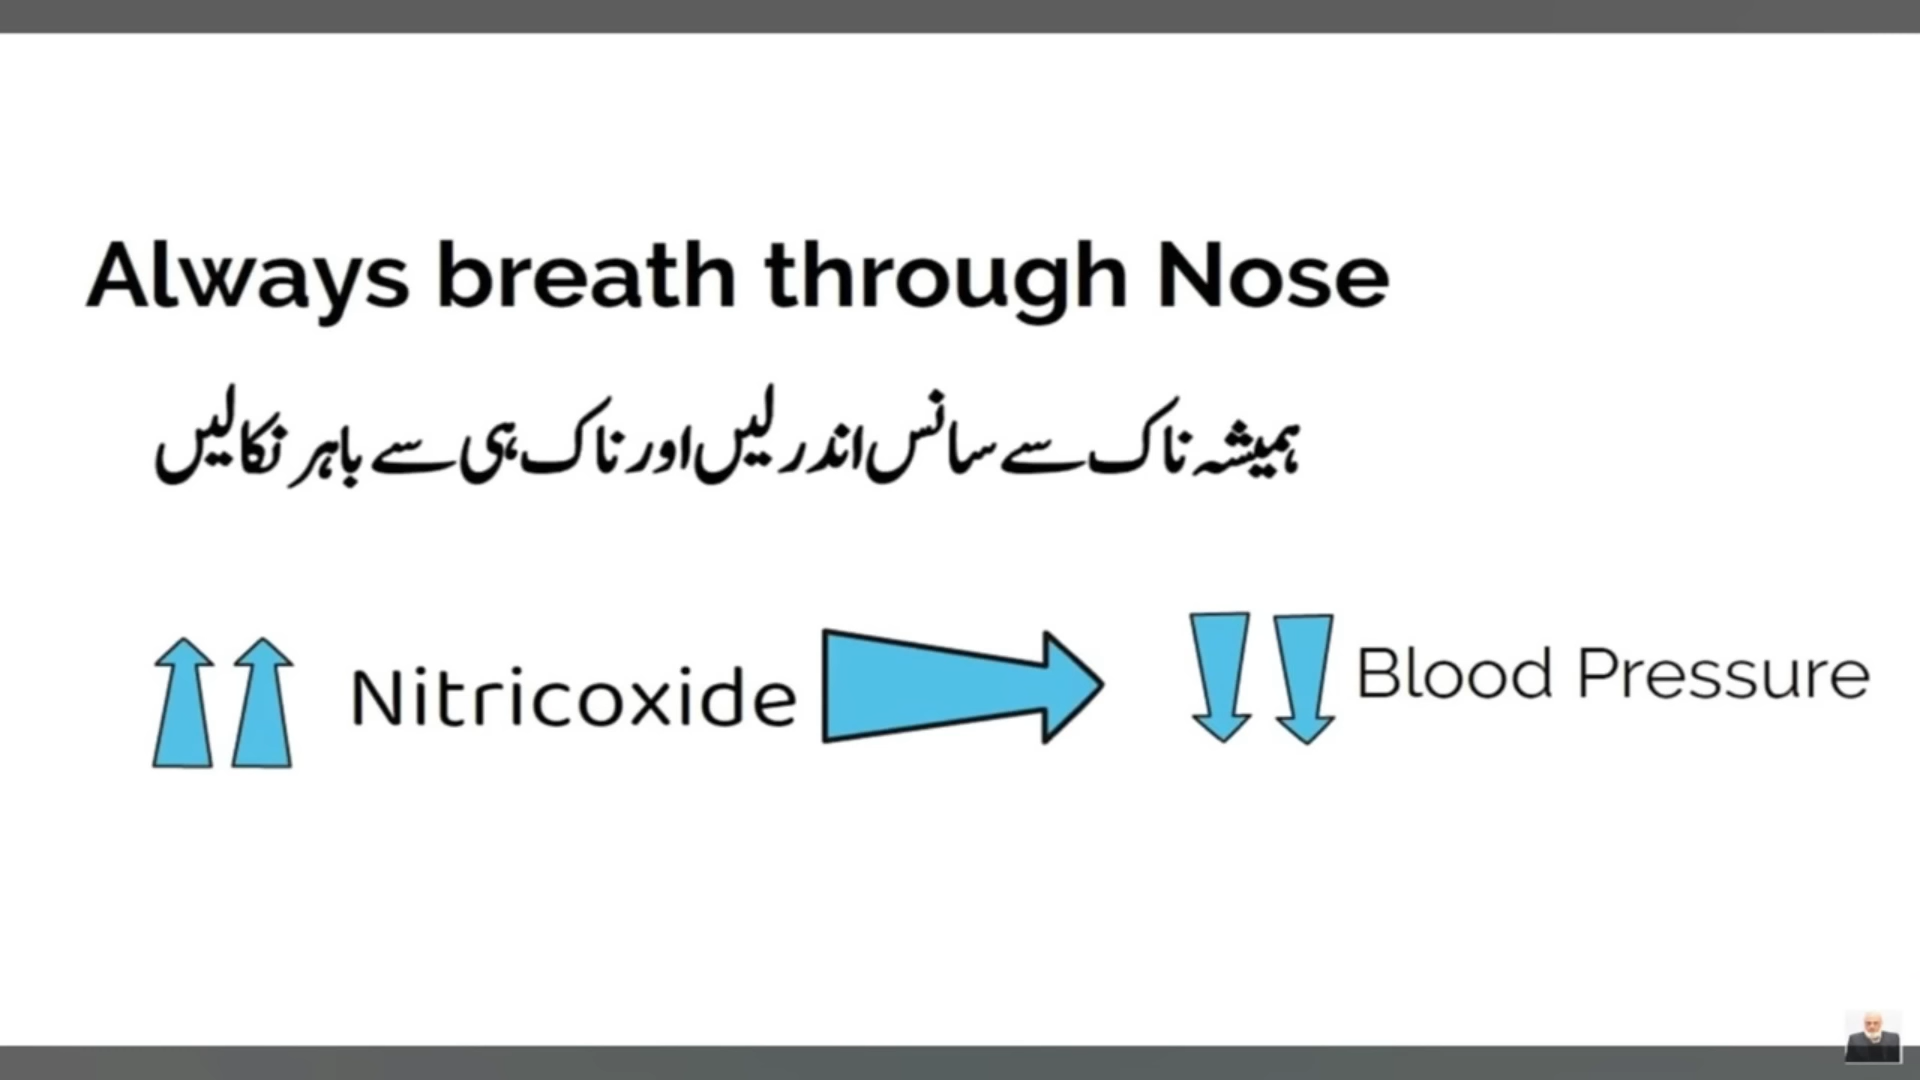 Always breath through Nose
ہمیشہ ناک سے سانس اندر لیں اور ناک ہی سے باہر نکالیں
Nitricoxide
Blood Pressure